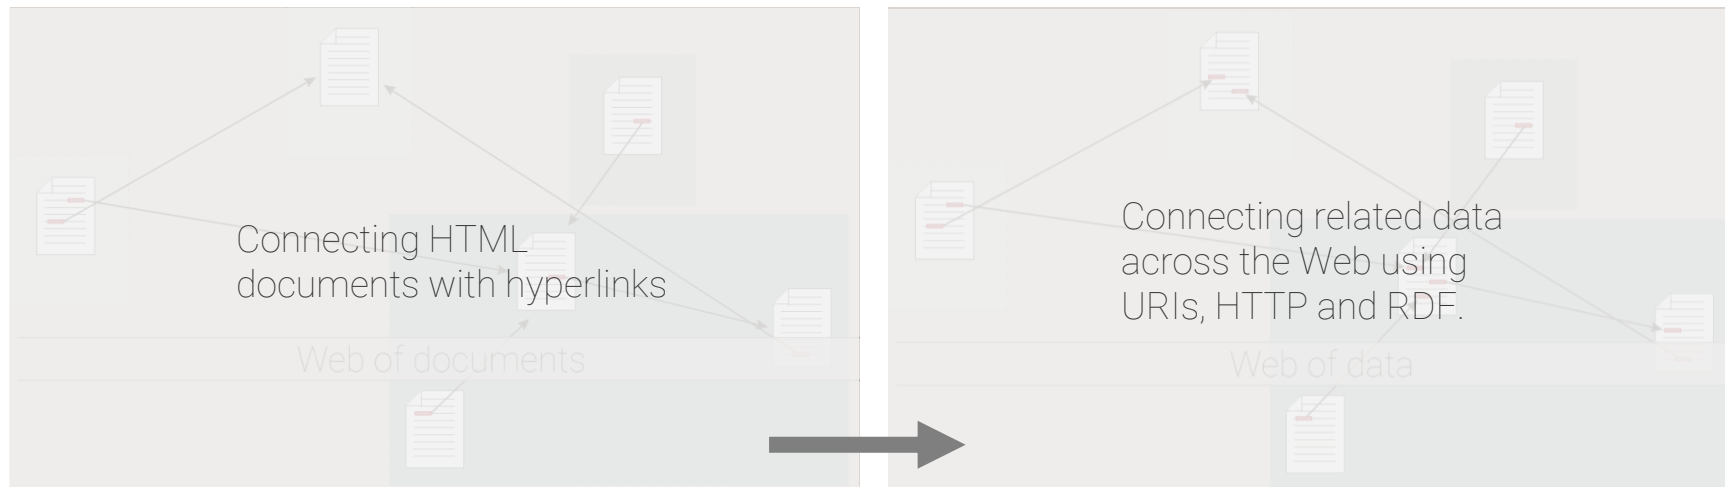 Connecting HTML
documents with hyperlinks
Web of documents
Connecting related data
across the Web using
URIs, HTTP and RDF.
Web of data